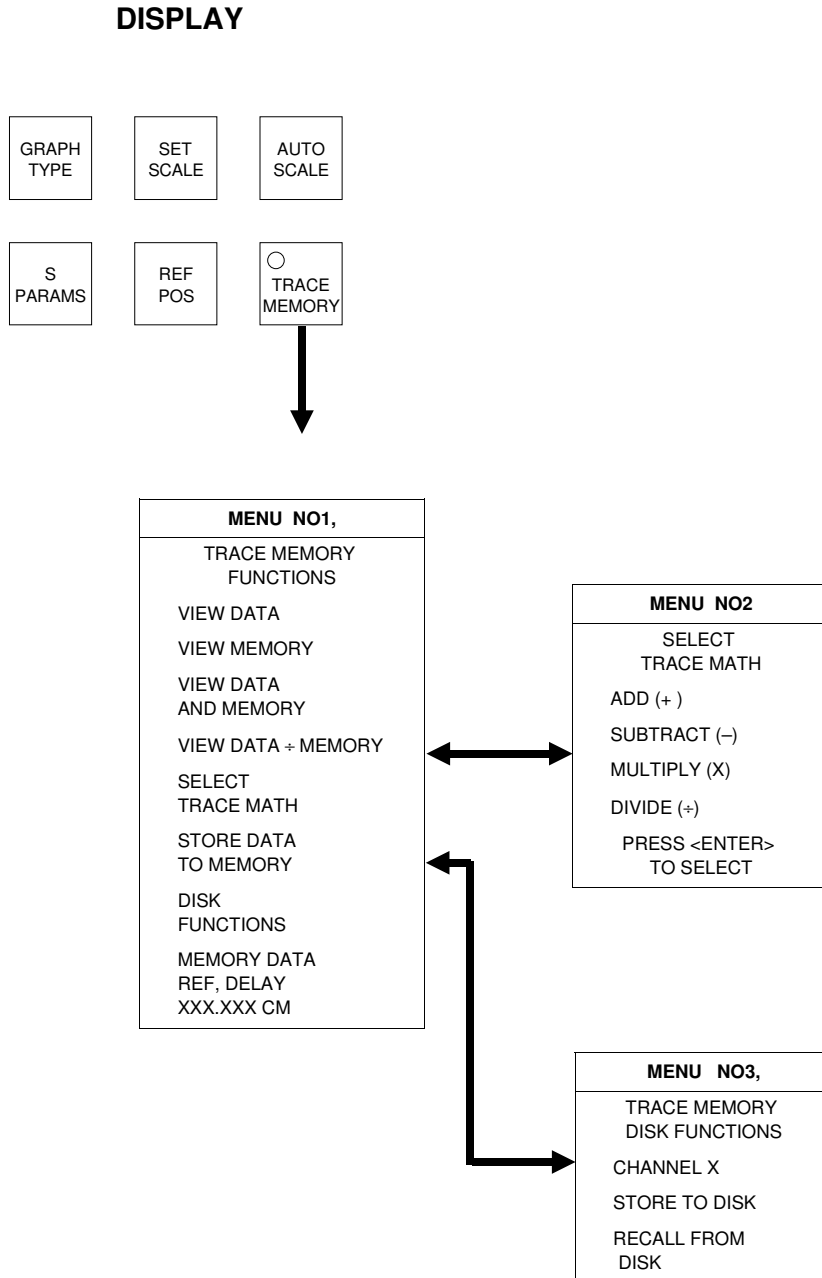 DISPLAY
GRAPH
TYPE
SET
SCALE
AUTO
SCALE
S
PARAMS
REF
POS
TRACE
MEMORY
MENU NO1,
TRACE MEMORY
FUNCTIONS
VIEW DATA
VIEW MEMORY
VIEW DATA
AND MEMORY
VIEW DATA ÷ MEMORY
SELECT
TRACE MATH
STORE DATA
TO MEMORY
DISK
FUNCTIONS
MEMORY DATA
REF, DELAY
XXX.XXX CM
MENU NO2
SELECT
TRACE MATH
ADD (+ )
SUBTRACT (–)
MULTIPLY (X)
DIVIDE (÷)
PRESS <ENTER>
TO SELECT
MENU NO3,
TRACE MEMORY
DISK FUNCTIONS
CHANNEL X
STORE TO DISK
RECALL FROM
DISK